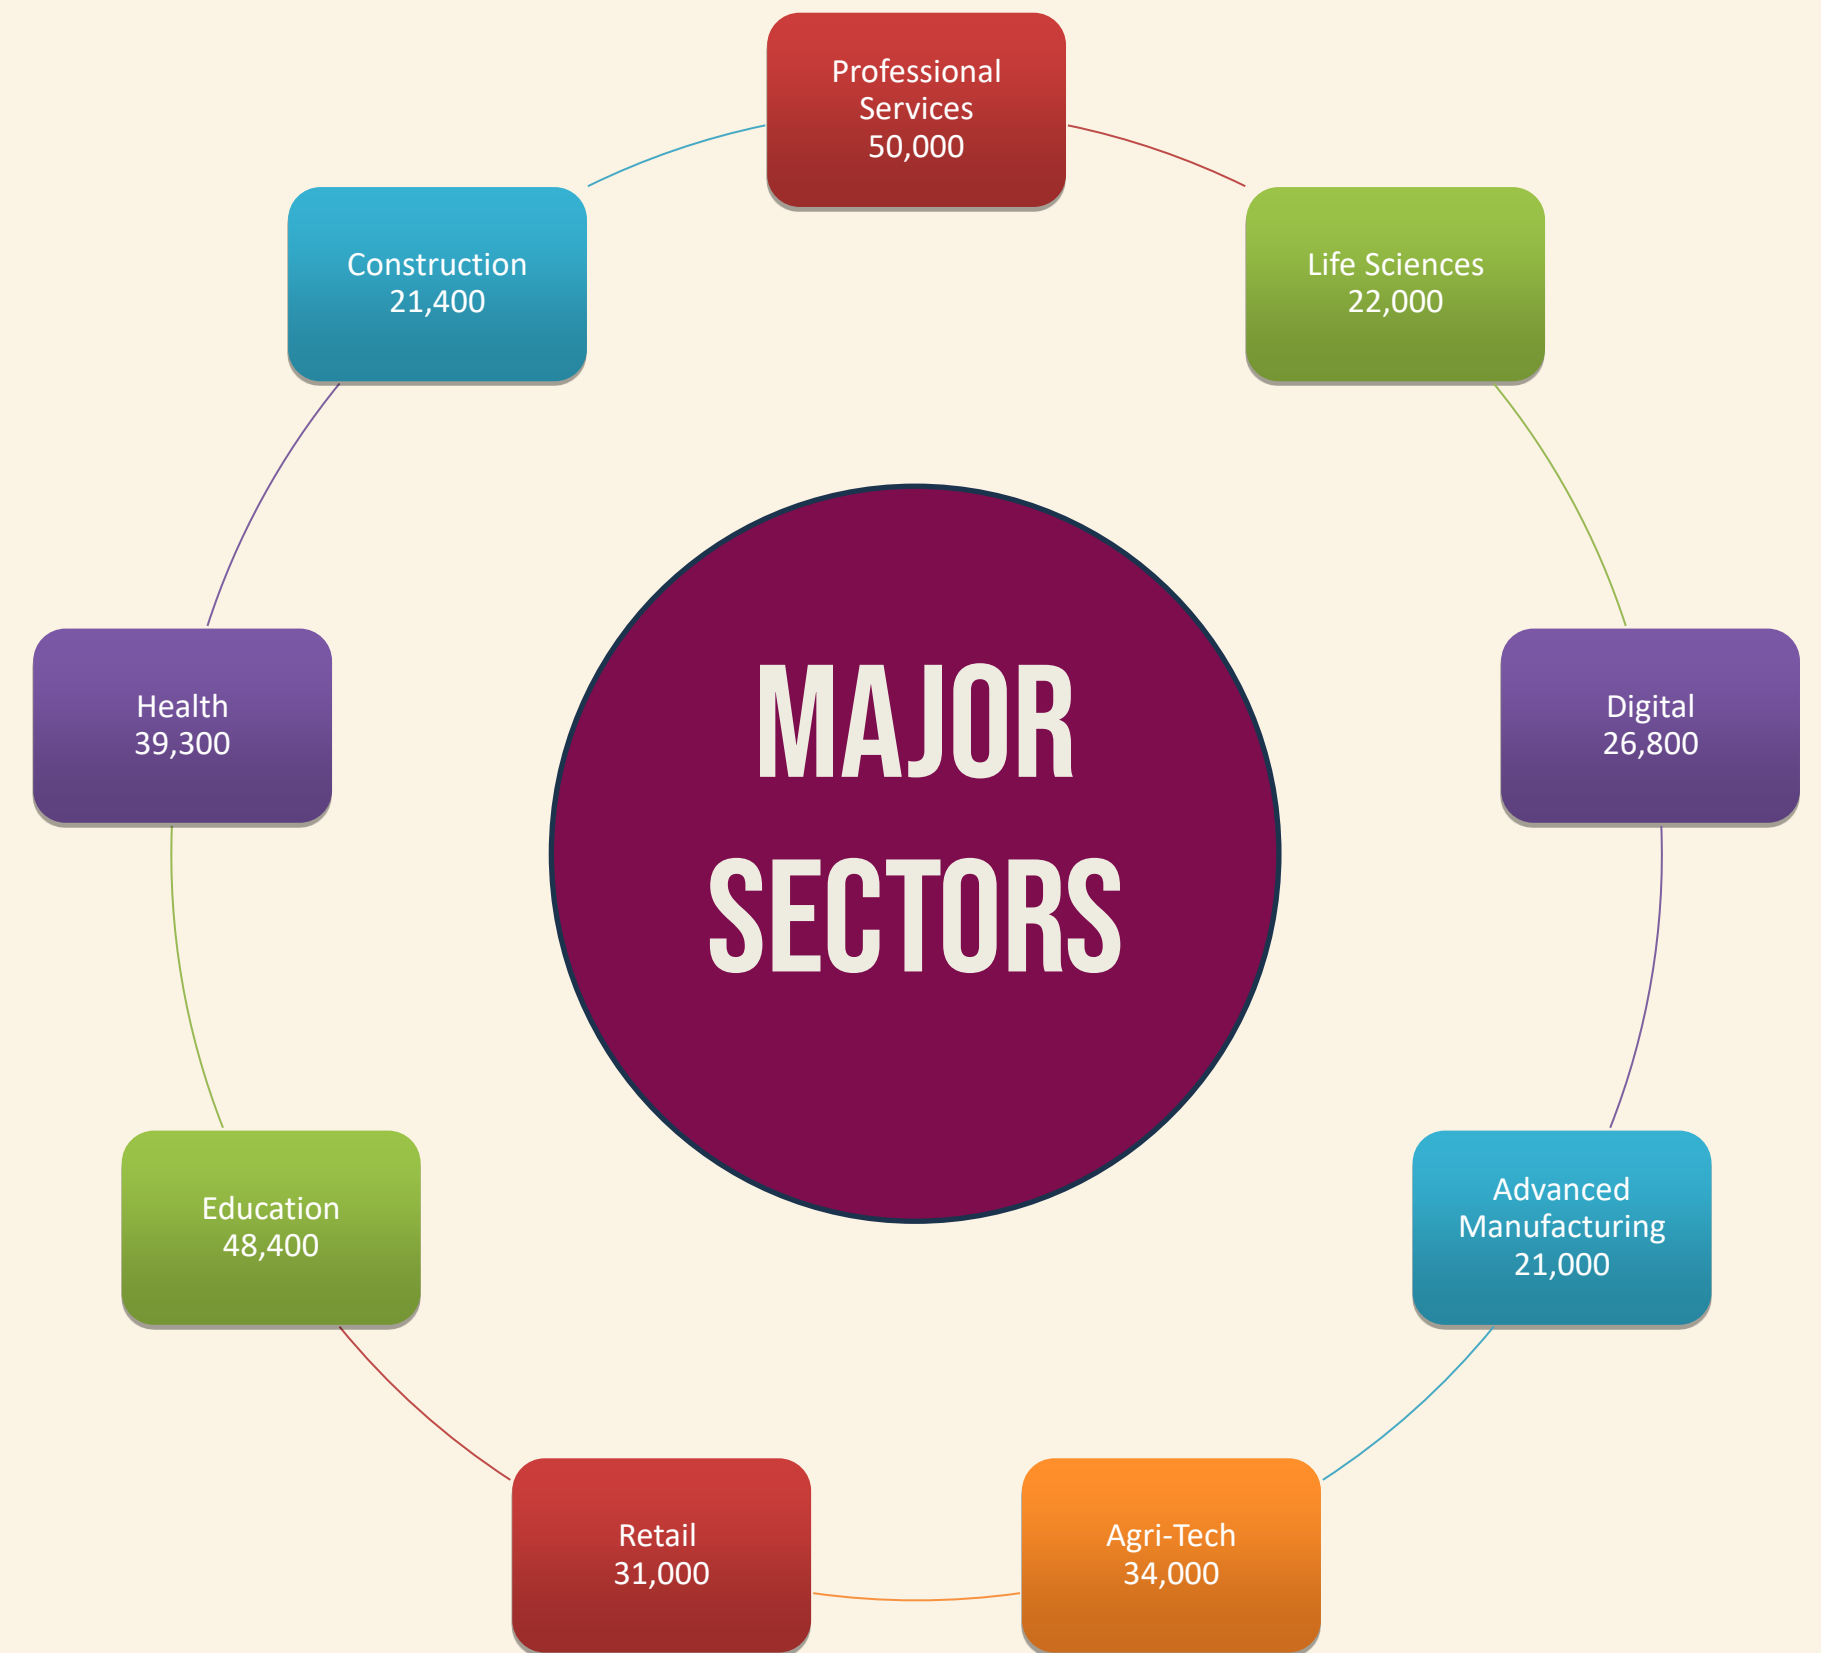 Professional
Services
50,000
Life Sciences
22,000
Digital
26,800
Advanced
Manufacturing
21,000
Agri-Tech
34,000
Retail
31,000
Education
48,400
Health
39,300
Construction
21,400
MAJOR
SECTORS